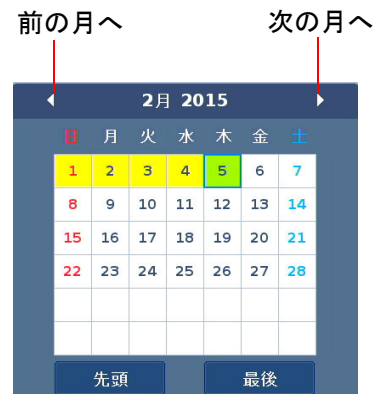 前の月へ 次の月へ
2月 2015
日 月 火 水 木 金 土
1 2 3 4 5 6 7
8 9 10 11 12 13 14
15 16 17 18 19 20 21
22 23 24 25 26 27 28
先頭 最後